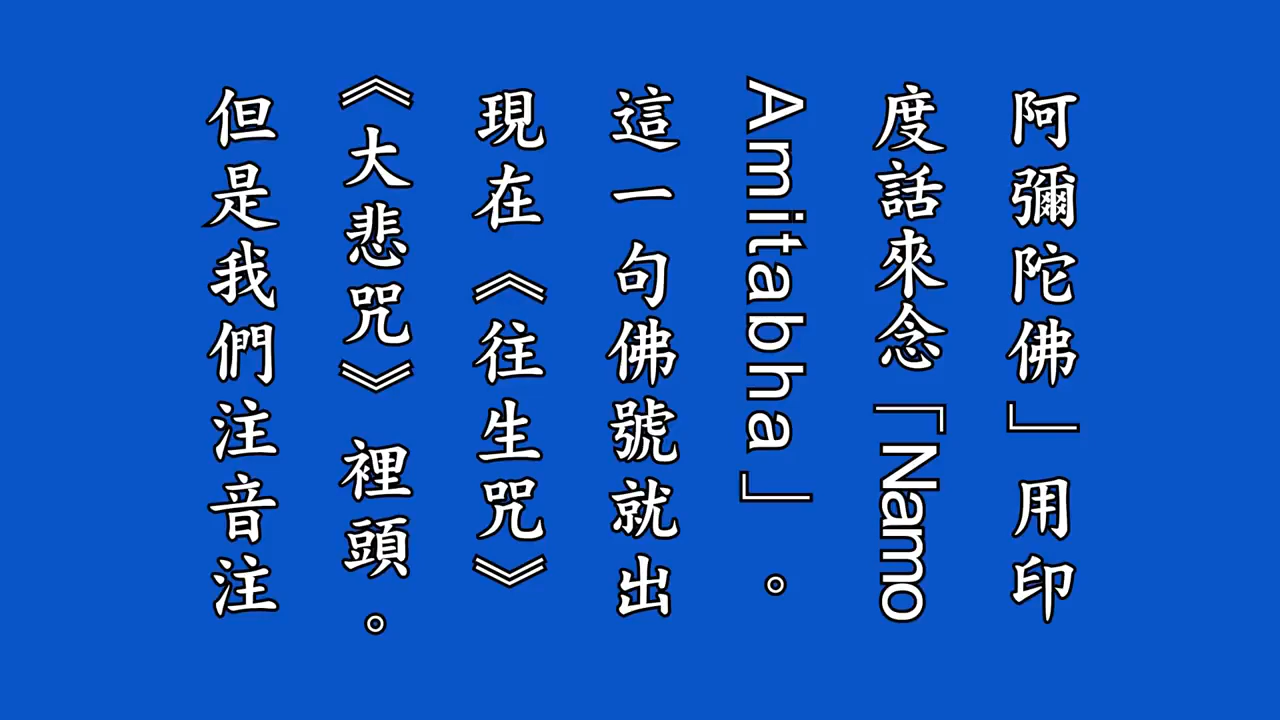 阿彌陀佛」用印
度話來念「Namo
Amitabha」。
這一句佛號就出
現在《往生咒》
《大悲咒》裡頭。
但是我們注音注